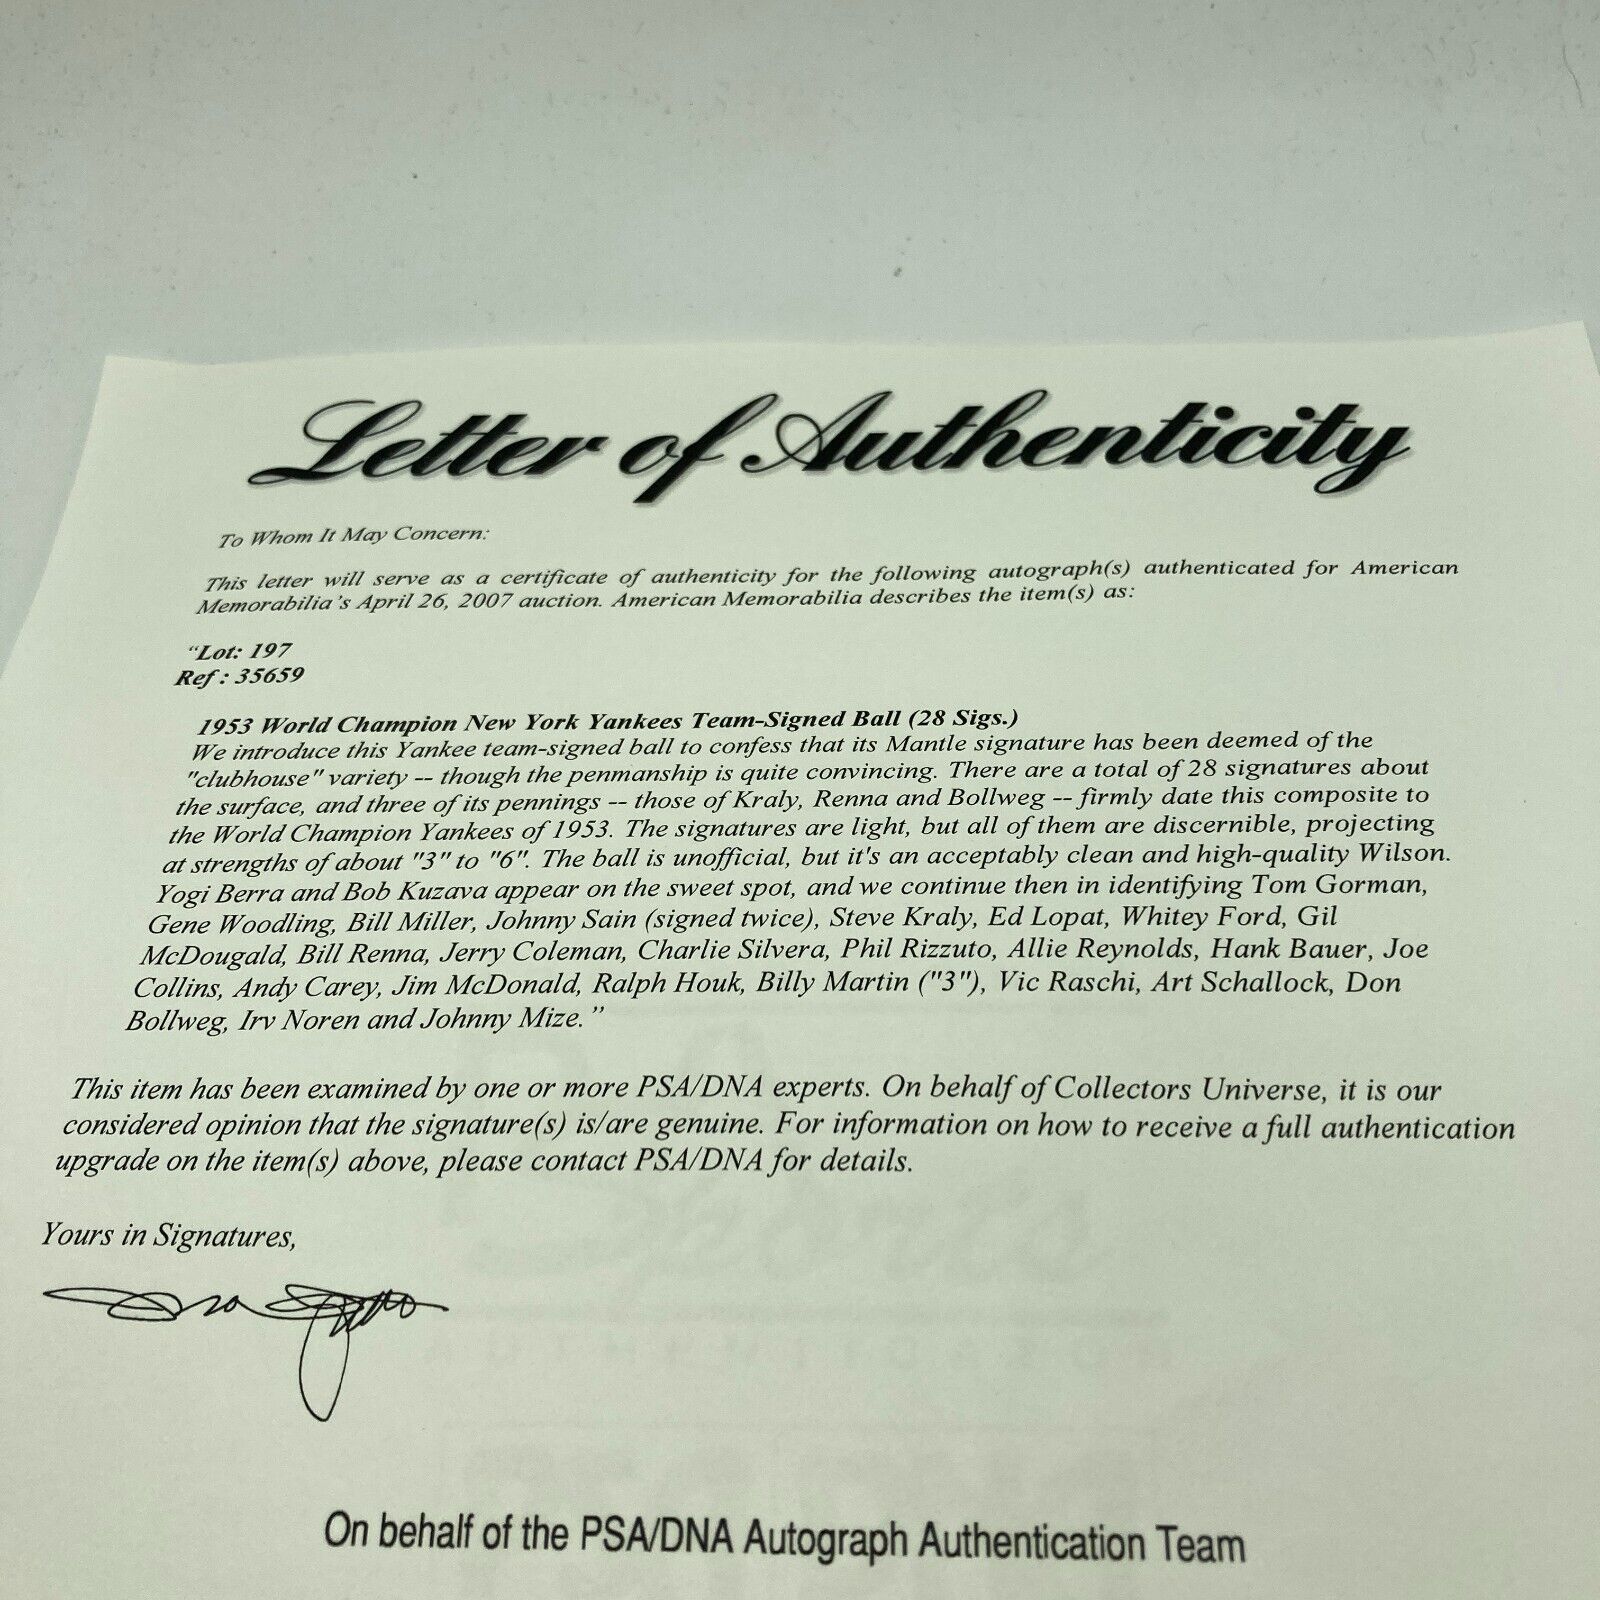 Letter of Authenticity
To Whom It May Concern:
This letter will serve as a certificate of authenticity for the following autograph(s) authenticated for American
Memorabilia's April 26, 2007 auction. American Memorabilia describes the item(s) as:
"Lot: 197
Ref : 35659
1953 World Champion New York Yankees Team-Signed Ball (28 Sigs.)
We introduce this Yankee team-signed ball to confess that its Mantle signature has been deemed of the
"clubhouse" variety -- though the penmanship is quite convincing. There are a total of 28 signatures about
the surface, and three of its pennings -- those of Kraly, Renna and Bollweg -- firmly date this composite to
the World Champion Yankees of 1953. The signatures are light, but all of them are discernible, projecting
at strengths of about "3" to "6". The ball is unofficial, but it's an acceptably clean and high-quality Wilson.
Yogi Berra and Bob Kuzava appear on the sweet spot, and we continue then in identifying Tom Gorman,
Gene Woodling, Bill Miller, Johnny Sain (signed twice), Steve Kraly, Ed Lopat, Whitey Ford, Gil
McDougald, Bill Renna, Jerry Coleman, Charlie Silvera, Phil Rizzuto, Allie Reynolds, Hank Bauer, Joe
Collins, Andy Carey, Jim McDonald, Ralph Houk, Billy Martin ("3"), Vic Raschi, Art Schallock, Don
Bollweg, Irv Noren and Johnny Mize."
This item has been examined by one or more PSA/DNA experts. On behalf of Collectors Universe, it is our
considered opinion that the signature(s) is/are genuine. For information on how to receive a full authentication
upgrade on the item(s) above, please contact PSA/DNA for details.
Yours in Signatures,
On behalf of the PSA/DNA Autograph Authentication Team